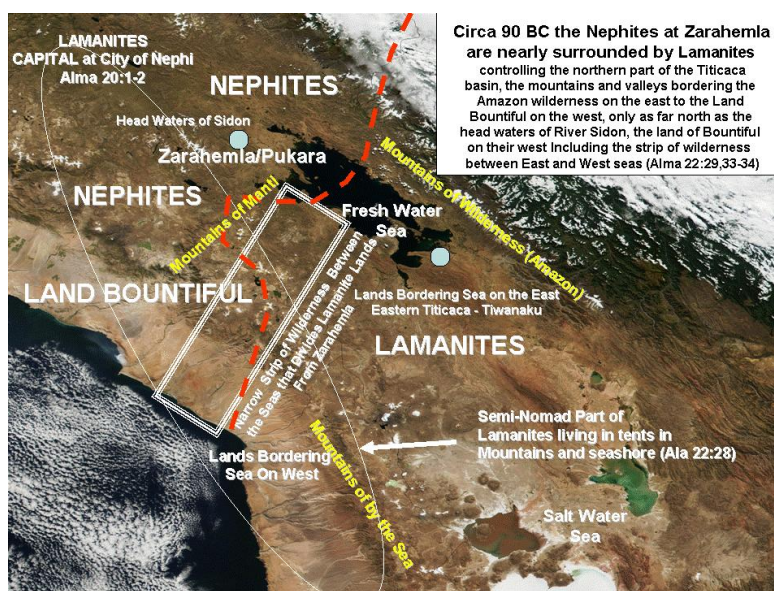 LAMANITES
CAPITAL at City of Nephi
Alma 20:1-2
NEPHITES
Head Waters of Sidon
Zarahemla/Pukara
NEPHITES
Mountains of Manti
LAND BOUNTIFUL
Circa 90 BC the Nephites at Zarahemla
are nearly surrounded by Lamanites
controlling the northern part of the Titicaca
basin, the mountains and valleys bordering the
Amazon wilderness on the east to the Land
Bountiful on the west, only as far north as the
head waters of River Sidon, the land of Bountiful
on their west Including the strip of wilderness
between East and West seas (Alma 22:29,33-34)
Mountains of Wilderness (Amazon)
Fresh Water
Sea
Lands Bordering Sea on the East
Eastern Titicaca - Tiwanaku
LAMANITES
Narrow Strip of Wilderness Between
the Seas that Divides Lamanite Lands
From Zarahemla
Semi-Nomad Part of
Lamanites living in tents in
Mountains and seashore (Ala 22:28)
Lands Bordering
Sea On West
Mountains of by the Sea
Salt Water
Sea